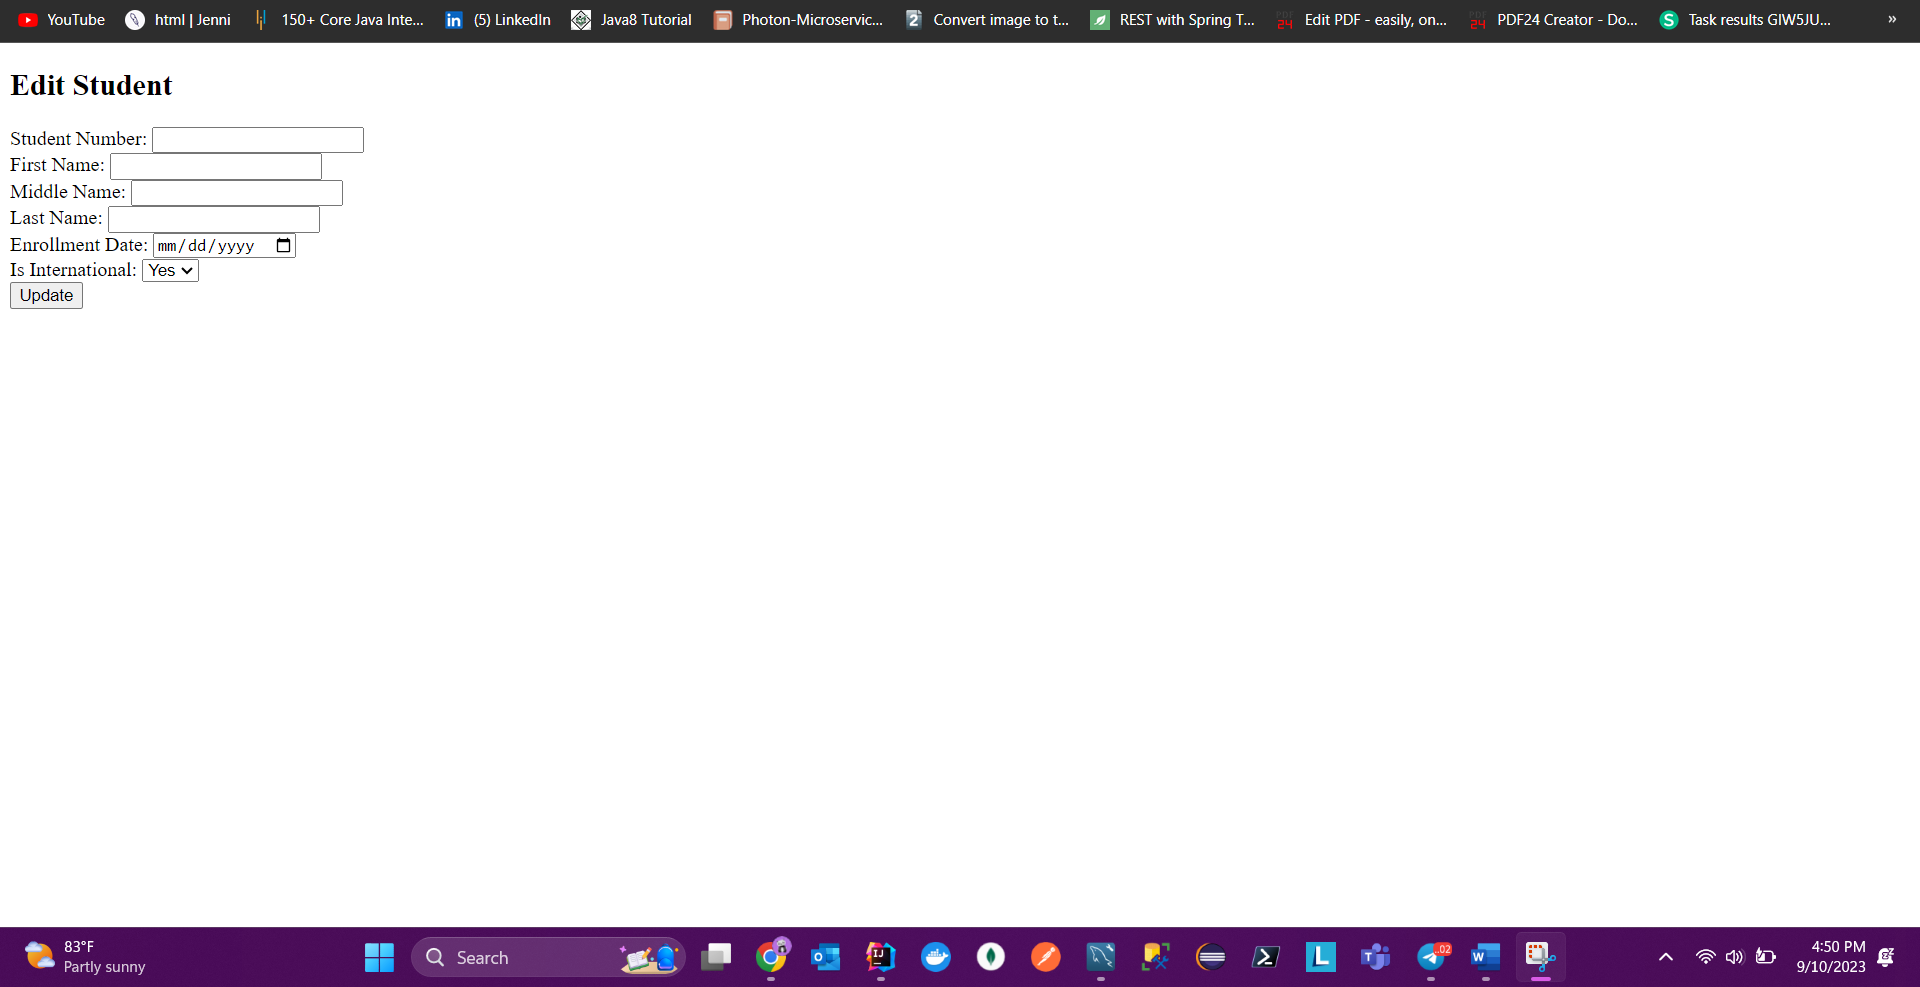 YouTube html | Jenni 150+ Core Java Inte... (5) LinkedIn Java8 Tutorial Photon-Microservic... Convert image to t... REST with Spring T... Edit PDF - easily, on... PDF24 Creator - Do... Task results GIW5JU... »
Edit Student
Student Number:
First Name:
Middle Name:
Last Name:
Enrollment Date: mm/dd/yyyy
Is International: Yes
Update
83°F
Partly sunny
Search
4:50 PM
9/10/2023